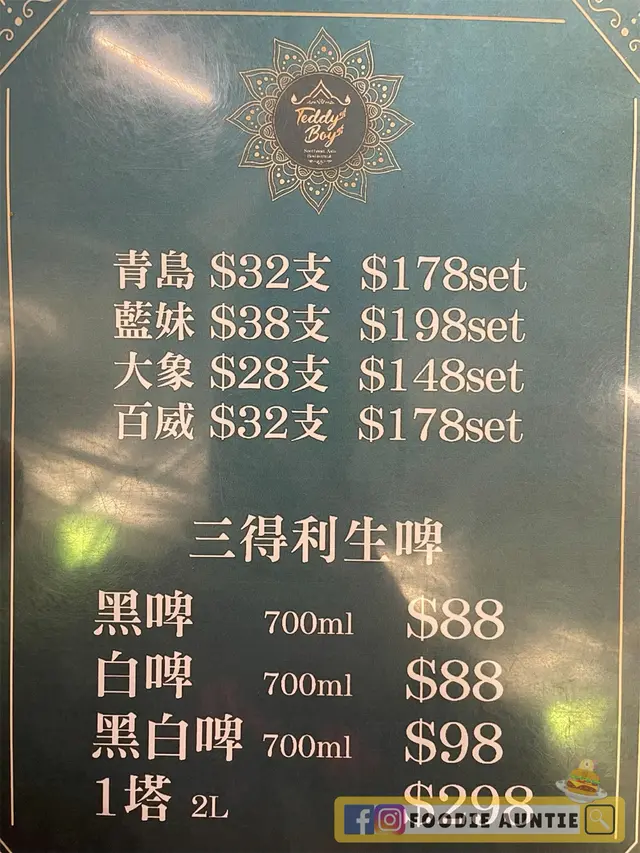 Teddy
Boys
青島 $32支 $178set
藍妹 $38支 $198set
大象 $28支 $148set
百威 $32支 $178set
三得利生啤
黑啤 700ml $88
白啤 700ml $88
黑白啤 700ml $98
1塔 2L $298
FOODIE AUNTIE